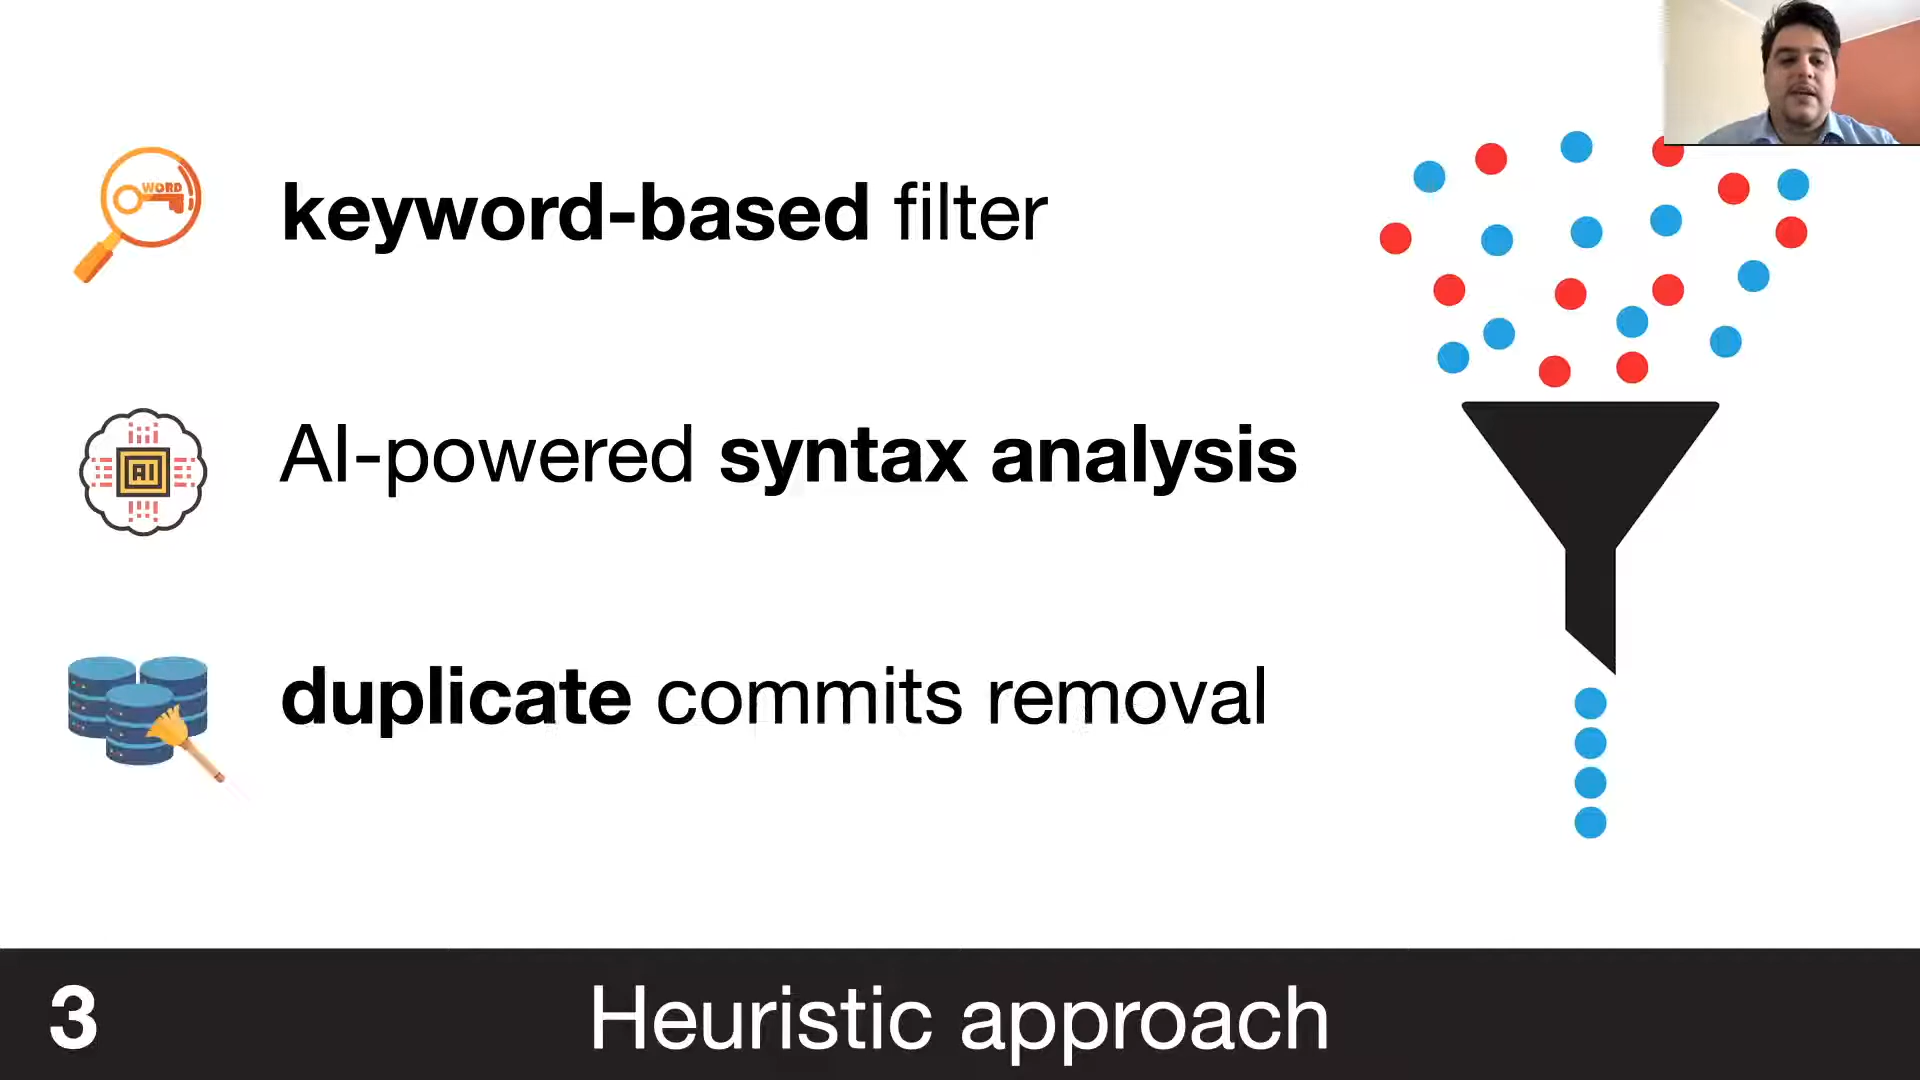 WORD
keyword-based filter
AI
AI-powered syntax analysis
duplicate commits removal
3
Heuristic approach